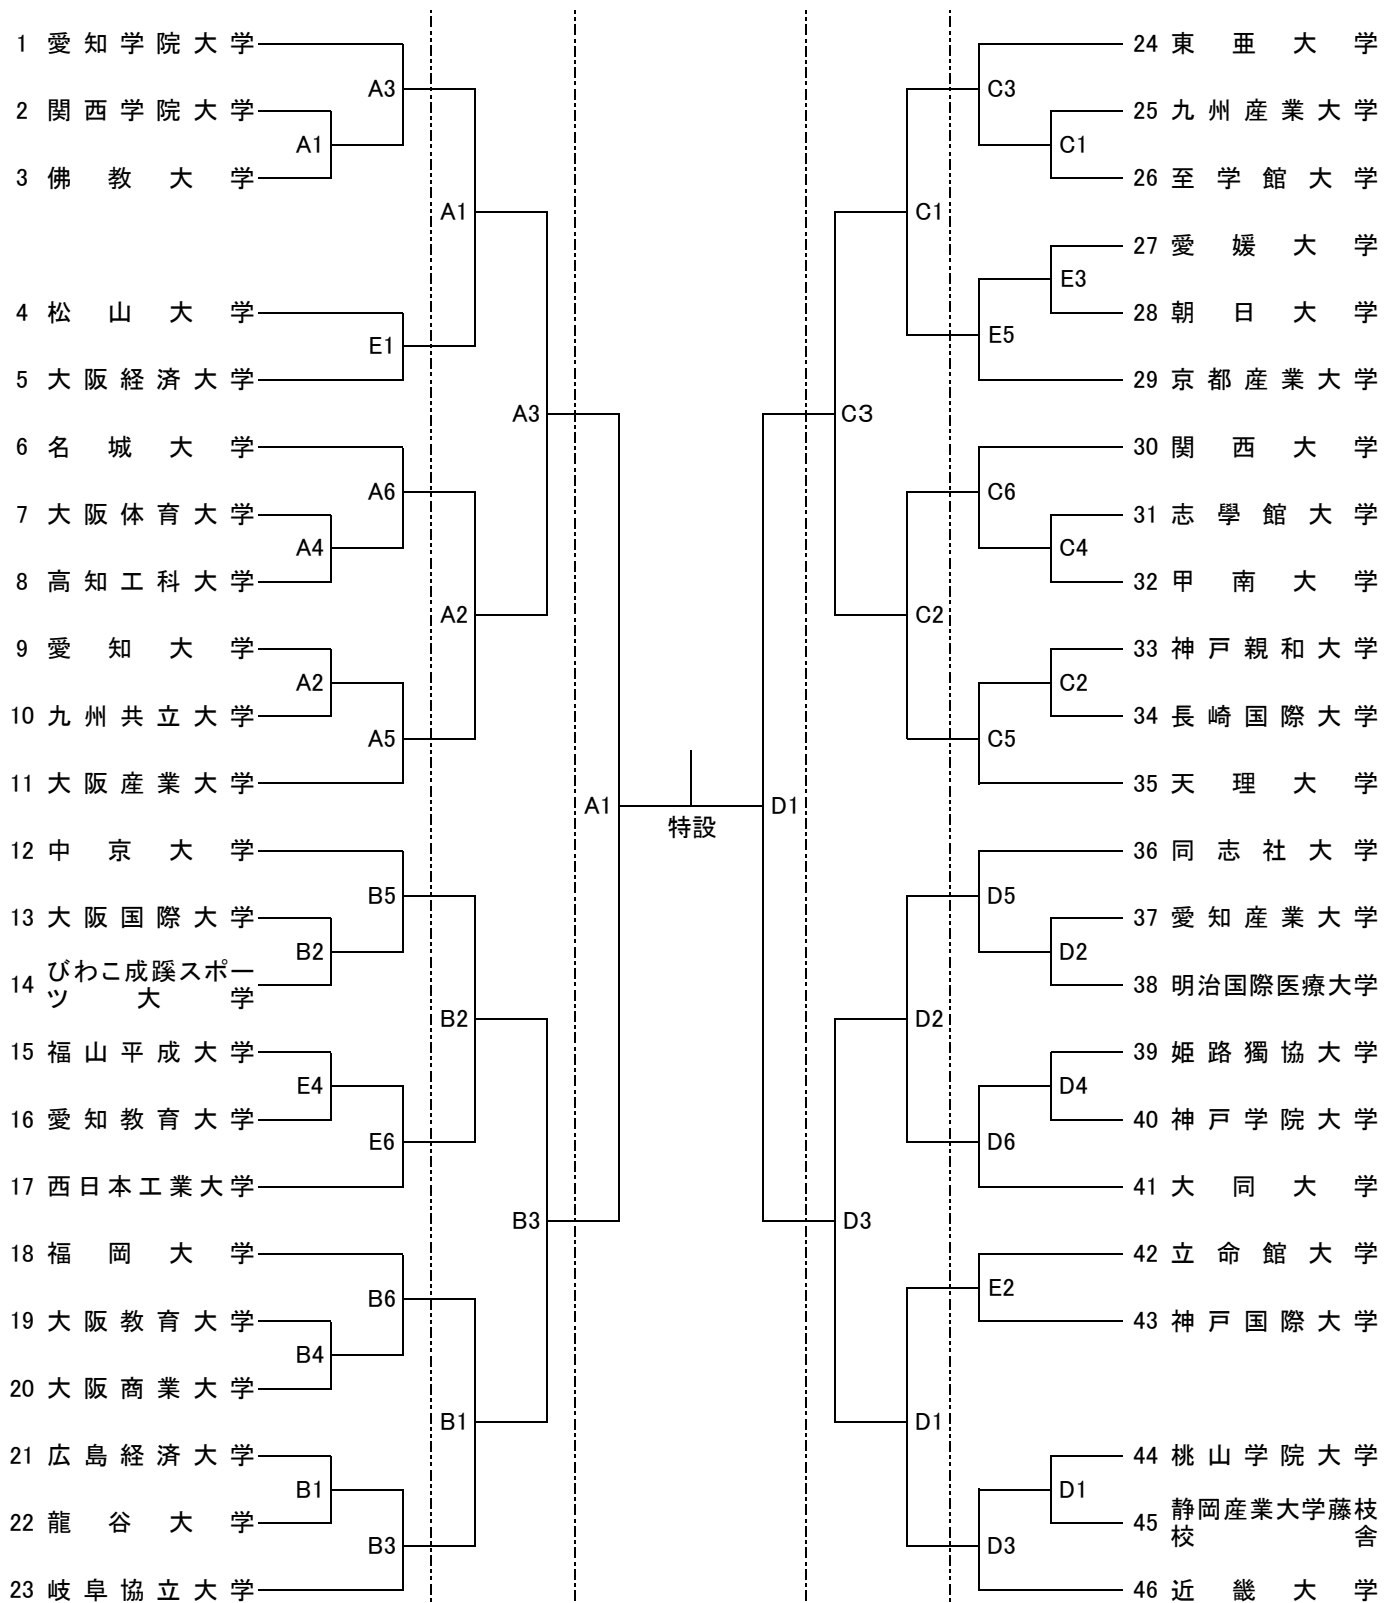 1 愛知学院大学
A3
2 関西学院大学
A1
3 佛教大学
A1
4 松山大学
E1
5 大阪経済大学
A3
6 名城大学
A6
7 大阪体育大学
A4
8 高知工科大学
A2
9 愛知大学
A2
10 九州共立大学
A5
11 大阪産業大学
A1
12 中京大学
B5
13 大阪国際大学
B2
14 びわこ成蹊スポー
ツ大学
B2
15 福山平成大学
E4
16 愛知教育大学
E6
17 西日本工業大学
B3
18 福岡大学
B6
19 大阪教育大学
B4
20 大阪商業大学
B1
21 広島経済大学
B1
22 龍谷大学
B3
23 岐阜協立大学
特設
24 東亜大学
C3
25 九州産業大学
C1
26 至学館大学
C1
27 愛媛大学
E3
28 朝日大学
E5
29 京都産業大学
C3
30 関西大学
C6
31 志學館大学
C4
32 甲南大学
C2
33 神戸親和大学
C2
34 長崎国際大学
C5
35 天理大学
D1
36 同志社大学
D5
37 愛知産業大学
D2
38 明治国際医療大学
D2
39 姫路獨協大学
D4
40 神戸学院大学
D6
41 大同大学
D3
42 立命館大学
E2
43 神戸国際大学
D1
44 桃山学院大学
D1
45 静岡産業大学藤枝
校舎
D3
46 近畿大学